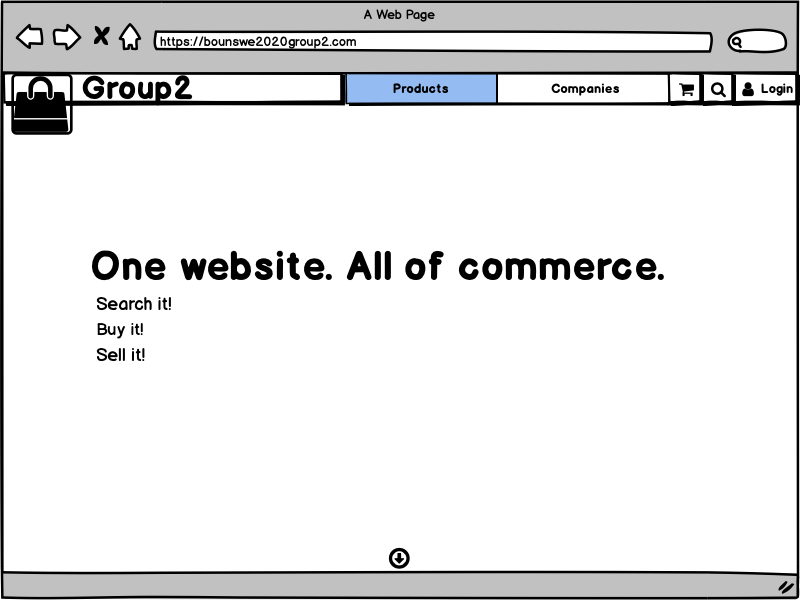 A Web Page
https://bounswe2020group2.com
Group2
Products
Companies
Login
One website. All of commerce.
Search it!
Buy it!
Sell it!